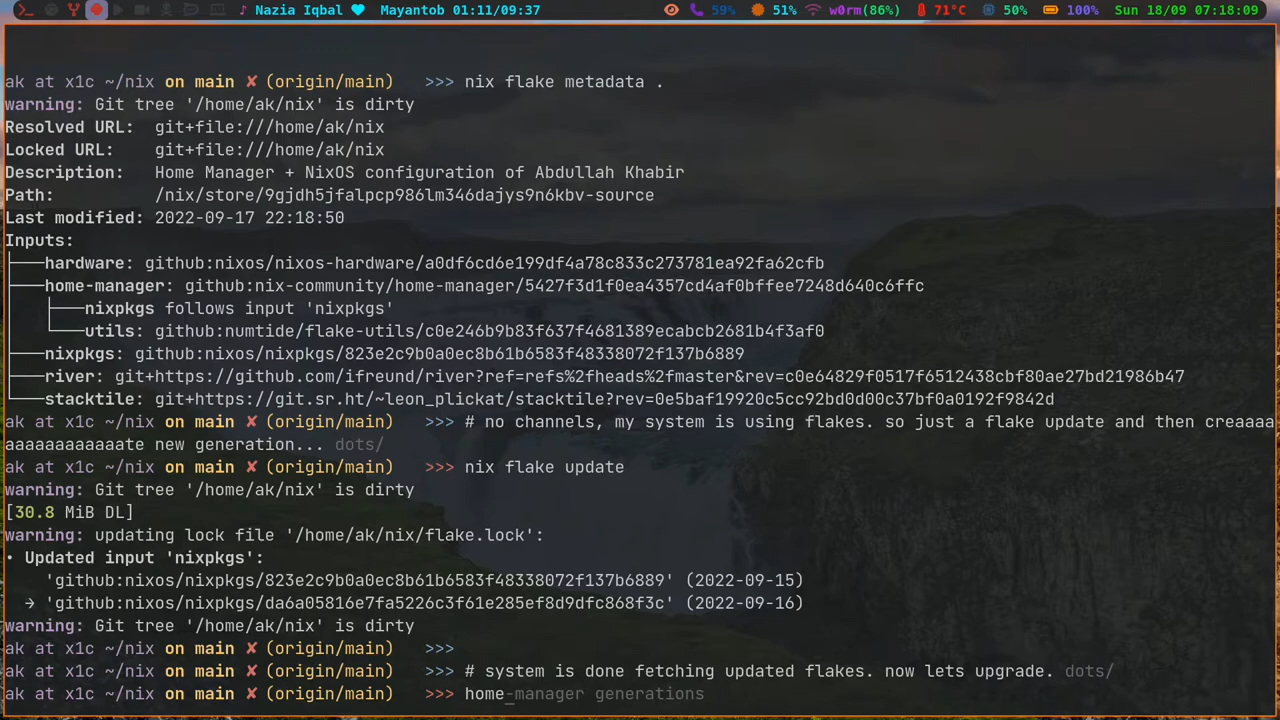 ♪ Nazia Iqbal ♥ Mayantob 01:11/09:37 59% 51% w0rm(86%) 71°C 50% 100% Sun 18/09 07:18:09
ak at x1c ~/nix on main ✘ (origin/main) >>> nix flake metadata .
warning: Git tree '/home/ak/nix' is dirty
Resolved URL: git+file:///home/ak/nix
Locked URL: git+file:///home/ak/nix
Description: Home Manager + NixOS configuration of Abdullah Khabir
Path: /nix/store/9gjdh5jfalpcp986lm346dajys9n6kbv-source
Last modified: 2022-09-17 22:18:50
Inputs:
├───hardware: github:nixos/nixos-hardware/a0df6cd6e199df4a78c833c273781ea92fa62cfb
├───home-manager: github:nix-community/home-manager/5427f3d1f0ea4357cd4af0bffee7248d640c6ffc
│   ├───nixpkgs follows input 'nixpkgs'
│   └───utils: github:numtide/flake-utils/c0e246b9b83f637f4681389ecabcb2681b4f3af0
├───nixpkgs: github:nixos/nixpkgs/823e2c9b0a0ec8b61b6583f48338072f137b6889
├───river: git+https://github.com/ifreund/river?ref=refs%2fheads%2fmaster&rev=c0e64829f0517f6512438cbf80ae27bd21986b47
└───stacktile: git+https://git.sr.ht/~leon_plickat/stacktile?rev=0e5baf19920c5cc92bd0d00c37bf0a0192f9842d
ak at x1c ~/nix on main ✘ (origin/main) >>> # no channels, my system is using flakes. so just a flake update and then creaaaa
aaaaaaaaaaaate new generation... dots/
ak at x1c ~/nix on main ✘ (origin/main) >>> nix flake update
warning: Git tree '/home/ak/nix' is dirty
[30.8 MiB DL]
warning: updating lock file '/home/ak/nix/flake.lock':
• Updated input 'nixpkgs':
'github:nixos/nixpkgs/823e2c9b0a0ec8b61b6583f48338072f137b6889' (2022-09-15)
→ 'github:nixos/nixpkgs/da6a05816e7fa5226c3f61e285ef8d9dfc868f3c' (2022-09-16)
warning: Git tree '/home/ak/nix' is dirty
ak at x1c ~/nix on main ✘ (origin/main) >>>
ak at x1c ~/nix on main ✘ (origin/main) >>> # system is done fetching updated flakes. now lets upgrade. dots/
ak at x1c ~/nix on main ✘ (origin/main) >>> home-manager generations